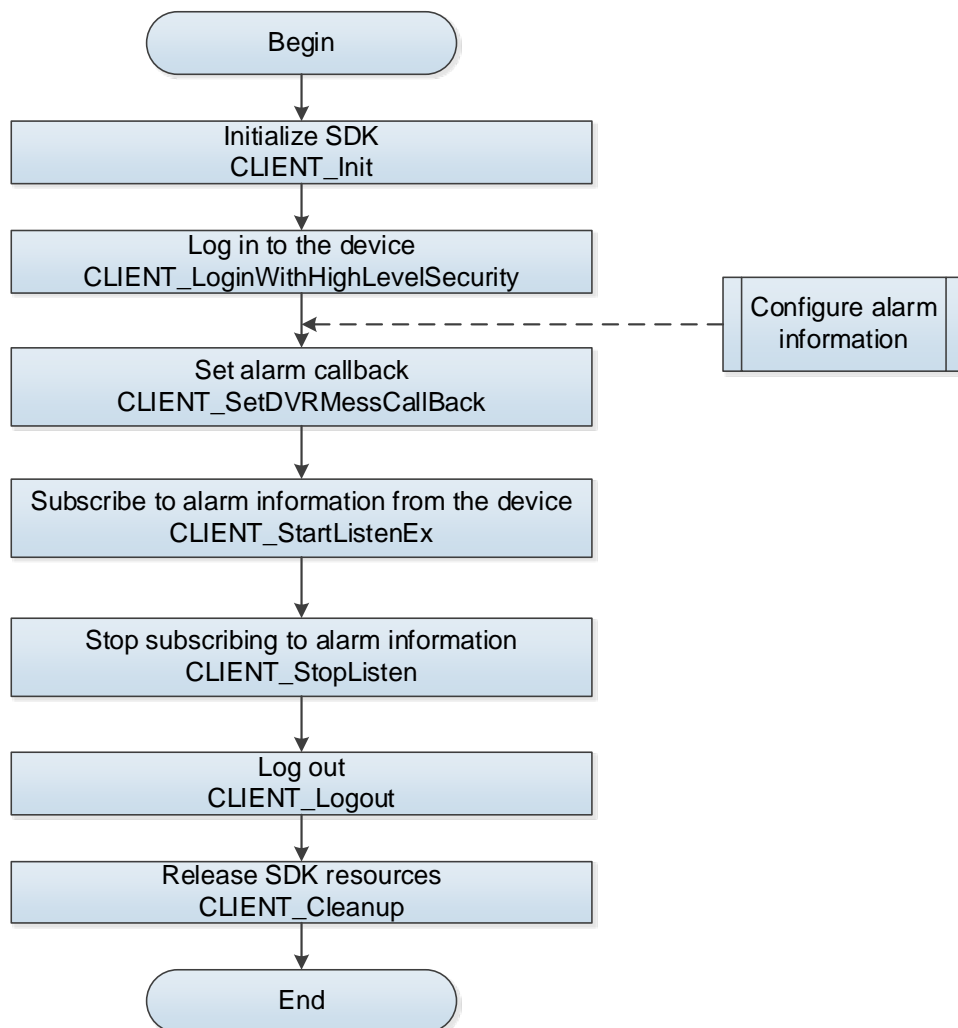 Begin
Initialize SDK
CLIENT_Init
Log in to the device
CLIENT_LoginWithHighLevelSecurity
Configure alarm
information
Set alarm callback
CLIENT_SetDVRMessCallBack
Subscribe to alarm information from the device
CLIENT_StartListenEx
Stop subscribing to alarm information
CLIENT_StopListen
Log out
CLIENT_Logout
Release SDK resources
CLIENT_Cleanup
End